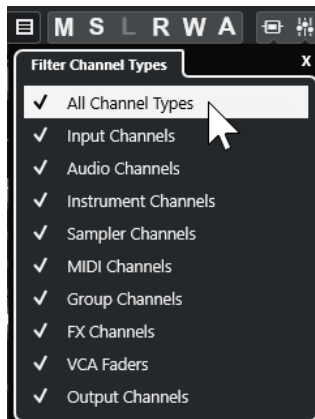 M S L R W A
Filter Channel Types x
✓ All Channel Types
✓ Input Channels
✓ Audio Channels
✓ Instrument Channels
✓ Sampler Channels
✓ MIDI Channels
✓ Group Channels
✓ FX Channels
✓ VCA Faders
✓ Output Channels